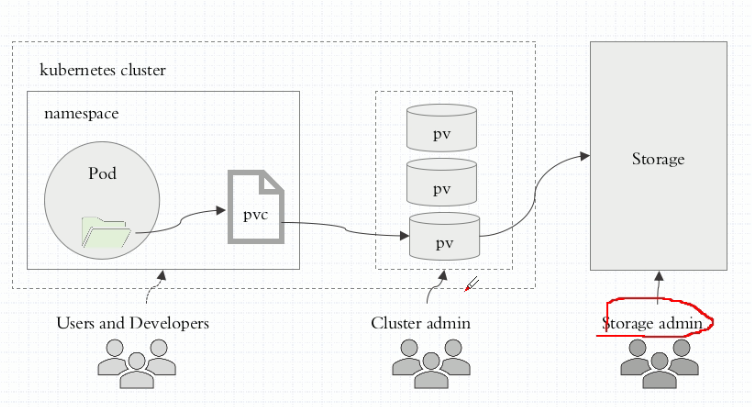 kubernetes cluster
namespace
Pod
pvc
pv
pv
pv
Storage
Users and Developers
Cluster admin
Storage admin